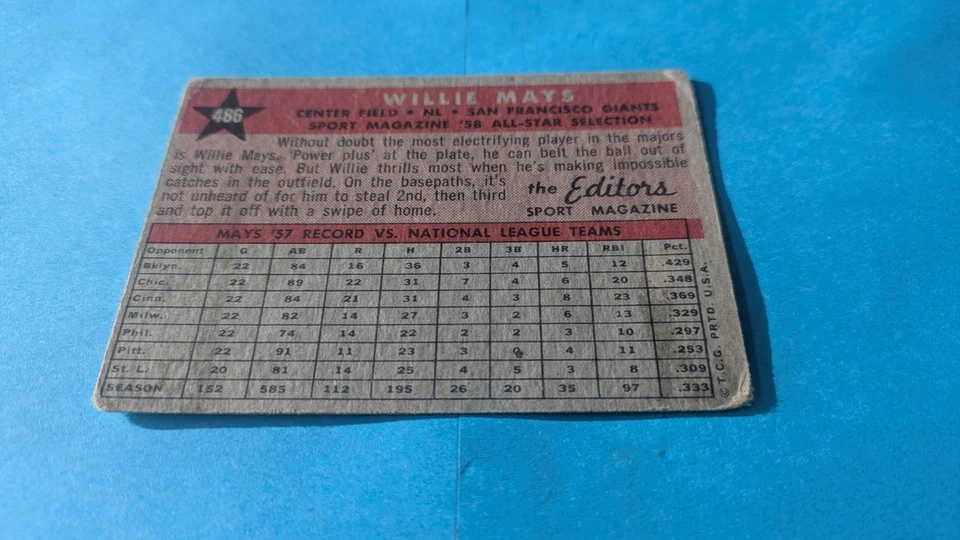 486
WILLIE MAYS
CENTER FIELD • NL • SAN FRANCISCO GIANTS
SPORT MAGAZINE '58 ALL-STAR SELECTION
Without doubt the most electrifying player in the majors
is Willie Mays. 'Power plus' at the plate, he can belt the ball out of
sight with ease. But Willie thrills most when he's making impossible
catches in the outfield. On the basepaths, it's
not unheard of for him to steal 2nd, then third
and top it off with a swipe of home.
the Editors
SPORT MAGAZINE
MAYS '57 RECORD VS. NATIONAL LEAGUE TEAMS
Opponent G AB R H 2B 3B HR RBI Pct.
Bklyn. 22 84 16 36 3 4 5 12 .429
Chic. 22 89 22 31 7 4 6 20 .348
Cinn. 22 84 21 31 4 3 8 23 .369
Milw. 22 82 14 27 3 2 6 13 .329
Phil. 22 74 14 22 2 2 3 10 .297
Pitt. 22 91 11 23 3 0 4 11 .253
St. L. 20 81 14 25 4 5 3 8 .309
SEASON 152 585 112 195 26 20 35 97 .333
© T.C.G. PRTD. U.S.A.